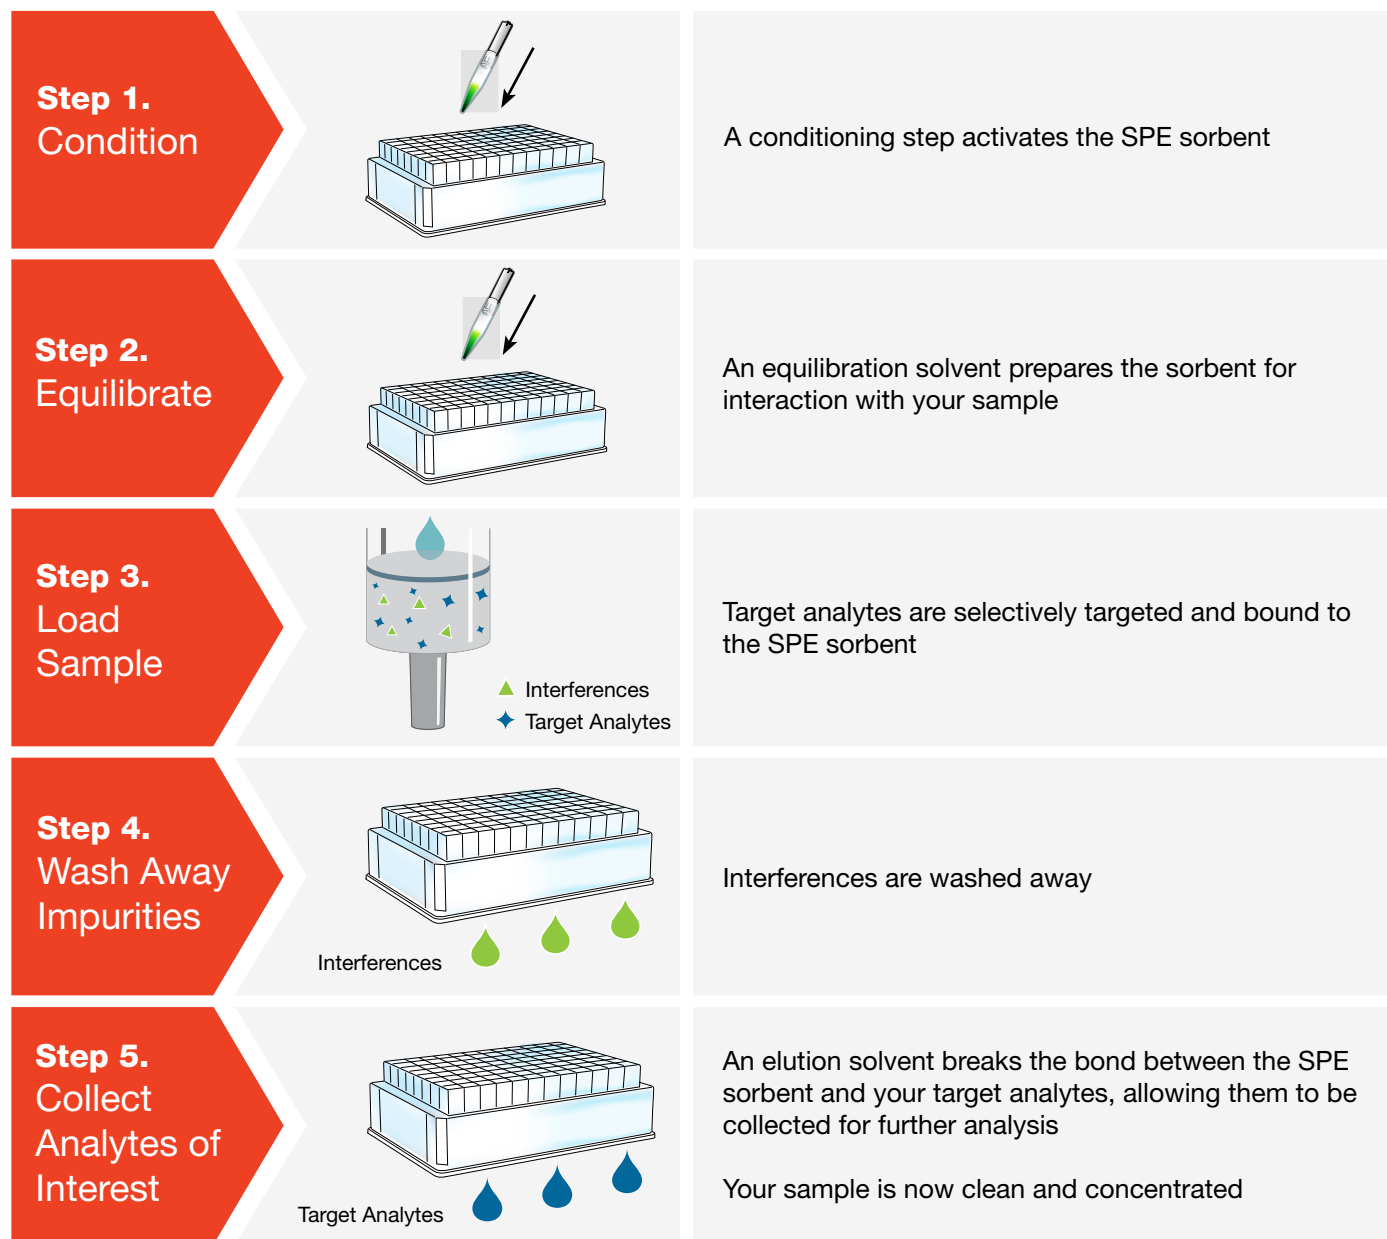 Step 1.
Condition
A conditioning step activates the SPE sorbent
Step 2.
Equilibrate
An equilibration solvent prepares the sorbent for
interaction with your sample
Step 3.
Load
Sample
Interferences
Target Analytes
Target analytes are selectively targeted and bound to
the SPE sorbent
Step 4.
Wash Away
Impurities
Interferences
Interferences are washed away
Step 5.
Collect
Analytes of
Interest
Target Analytes
An elution solvent breaks the bond between the SPE
sorbent and your target analytes, allowing them to be
collected for further analysis
Your sample is now clean and concentrated